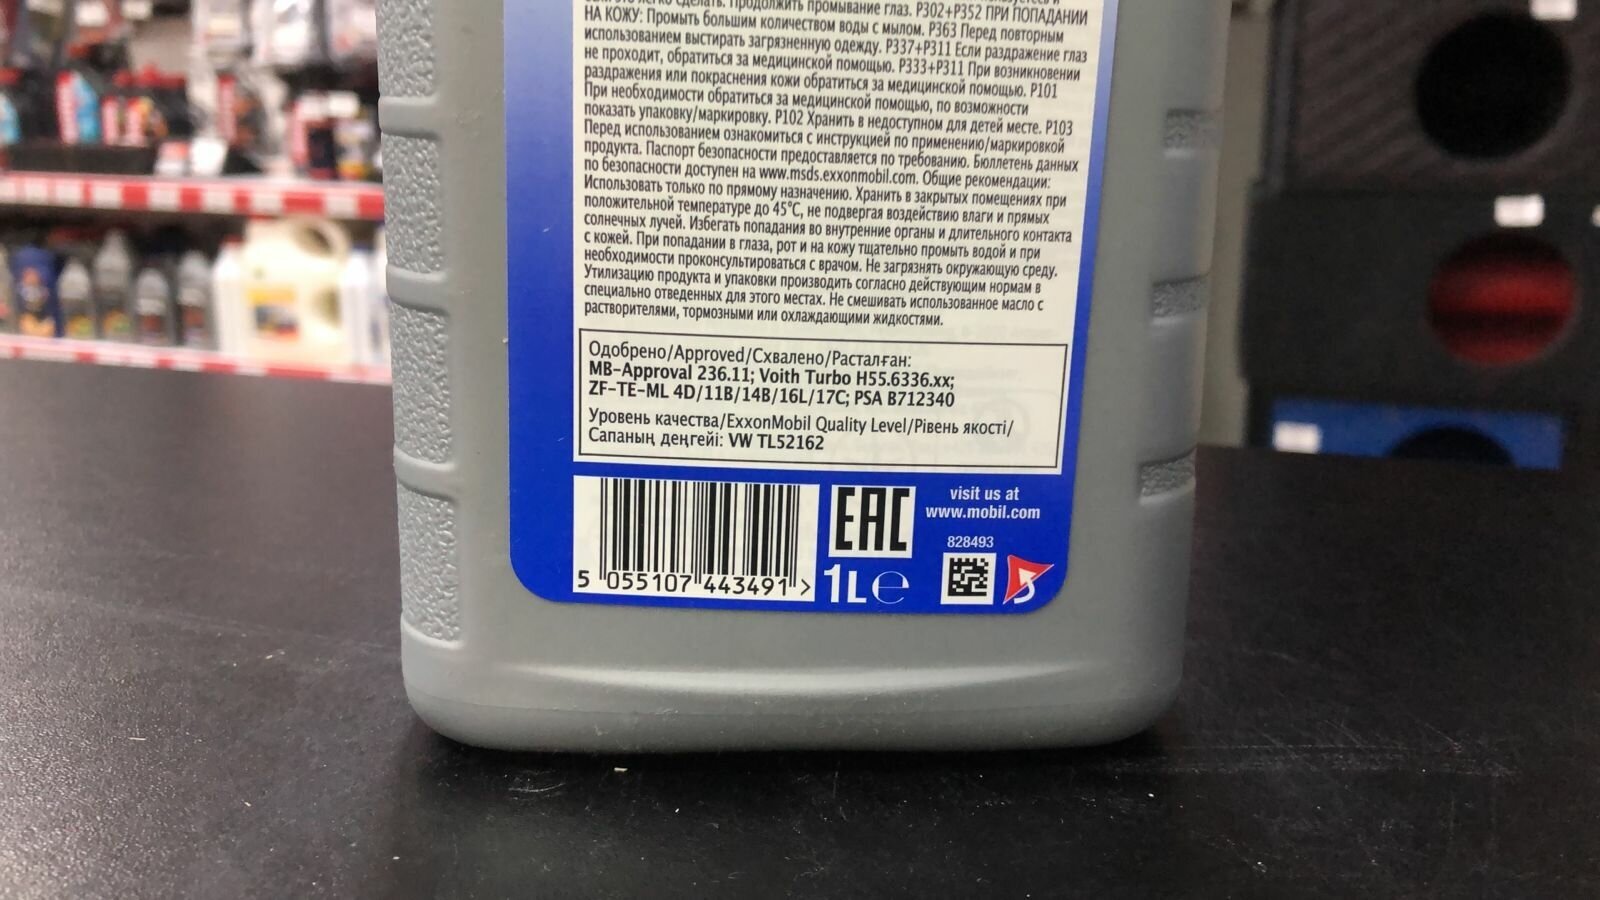 сделать. Продолжить промывание глаз. P302+P352 ПРИ ПОПАДАНИИ
НА КОЖУ: Промыть большим количеством воды с мылом. P363 Перед повторным
использованием выстирать загрязненную одежду. P337+P311 Если раздражение глаз
не проходит, обратиться за медицинской помощью. P333+P311 При возникновении
раздражения или покраснения кожи обратиться за медицинской помощью. P101
При необходимости обратиться за медицинской помощью, по возможности
показать упаковку/маркировку. P102 Хранить в недоступном для детей месте. P103
Перед использованием ознакомиться с инструкцией по применению/маркировкой
продукта. Паспорт безопасности предоставляется по требованию. Бюллетень данных
по безопасности доступен на www.msds.exxonmobil.com. Общие рекомендации:
Использовать только по прямому назначению. Хранить в закрытых помещениях при
положительной температуре до 45°С, не подвергая воздействию влаги и прямых
солнечных лучей. Избегать попадания во внутренние органы и длительного контакта
с кожей. При попадании в глаза, рот и на кожу тщательно промыть водой и при
необходимости проконсультироваться с врачом. Не загрязнять окружающую среду.
Утилизацию продукта и упаковки производить согласно действующим нормам в
специально отведенных для этого местах. Не смешивать использованное масло с
растворителями, тормозными или охлаждающими жидкостями.
Одобрено/Approved/Схвалено/Расталған:
MB-Approval 236.11; Voith Turbo H55.6336.xx;
ZF-TE-ML 4D/11B/14B/16L/17C; PSA B712340
Уровень качества/ExxonMobil Quality Level/Рівень якості/
Сапаның деңгейі: VW TL52162
EAC
visit us at
www.mobil.com
828493
5 055107 443491 >
1L e